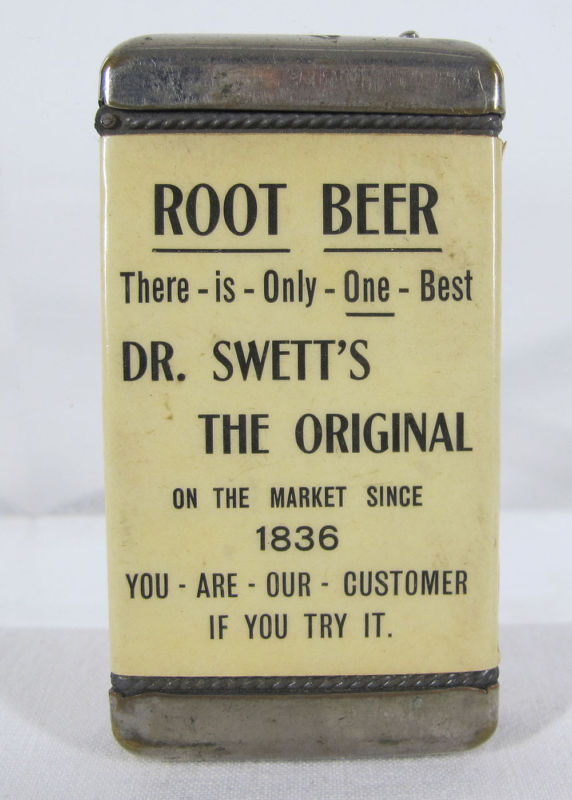 ROOT BEER
There - is - Only - One - Best
DR. SWETT'S
THE ORIGINAL
ON THE MARKET SINCE
1836
YOU - ARE - OUR - CUSTOMER
IF YOU TRY IT.